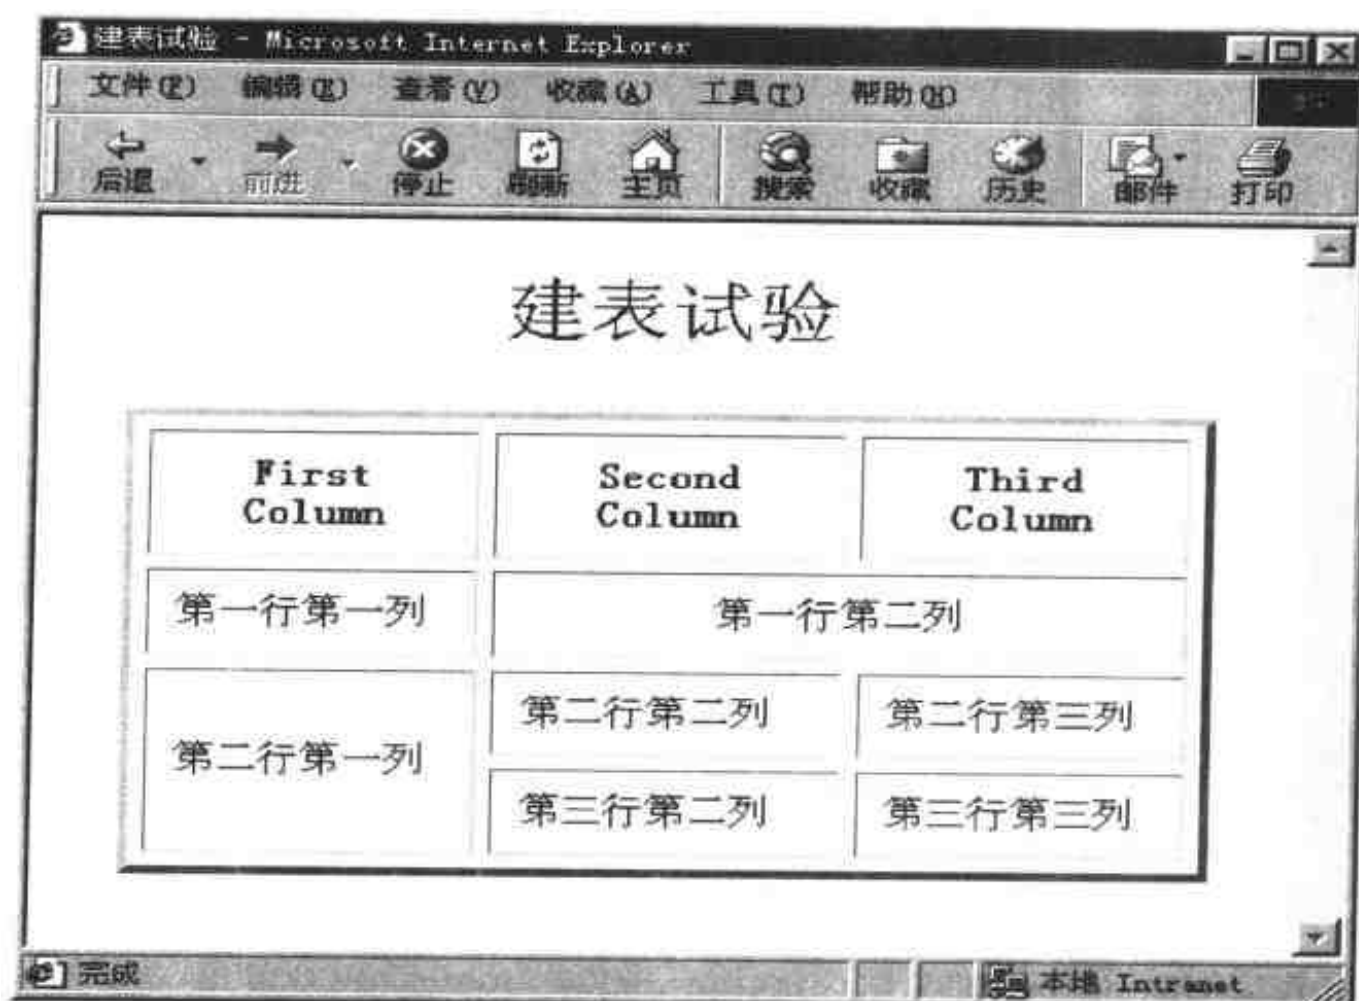 建表试验 - Microsoft Internet Explorer
文件(F) 编辑(E) 查看(V) 收藏(A) 工具(T) 帮助(H)
后退 前进 停止 刷新 主页 搜索 收藏 历史 邮件 打印
建表试验
First Column Second Column Third Column
第一行第一列 第一行第二列
第二行第一列 第二行第二列 第二行第三列
第三行第二列 第三行第三列
完成 本地 Intranet